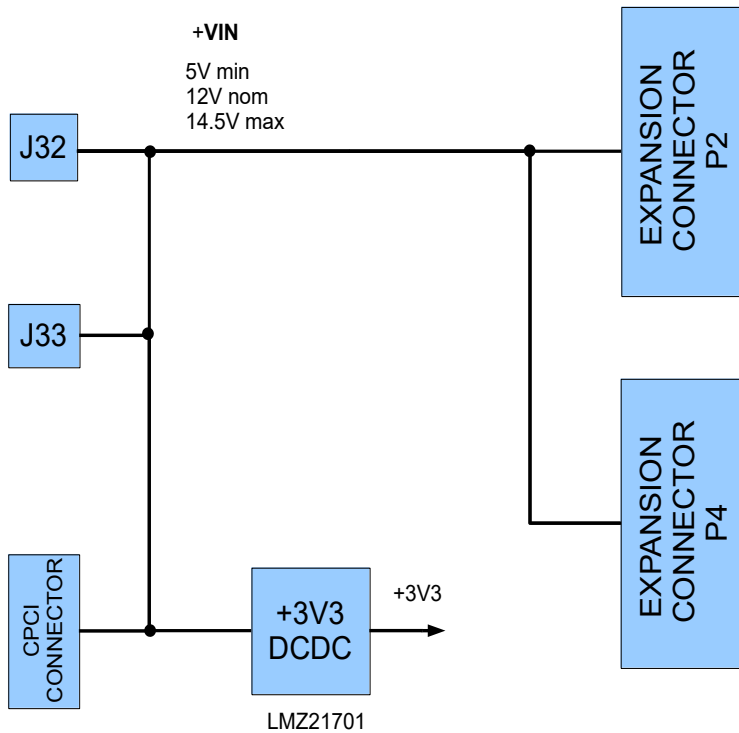 +VIN
5V min
12V nom
14.5V max
J32
EXPANSION
CONNECTOR
P2
J33
EXPANSION
CONNECTOR
P4
CPCI
CONNECTOR
+3V3
DCDC
+3V3
LMZ21701